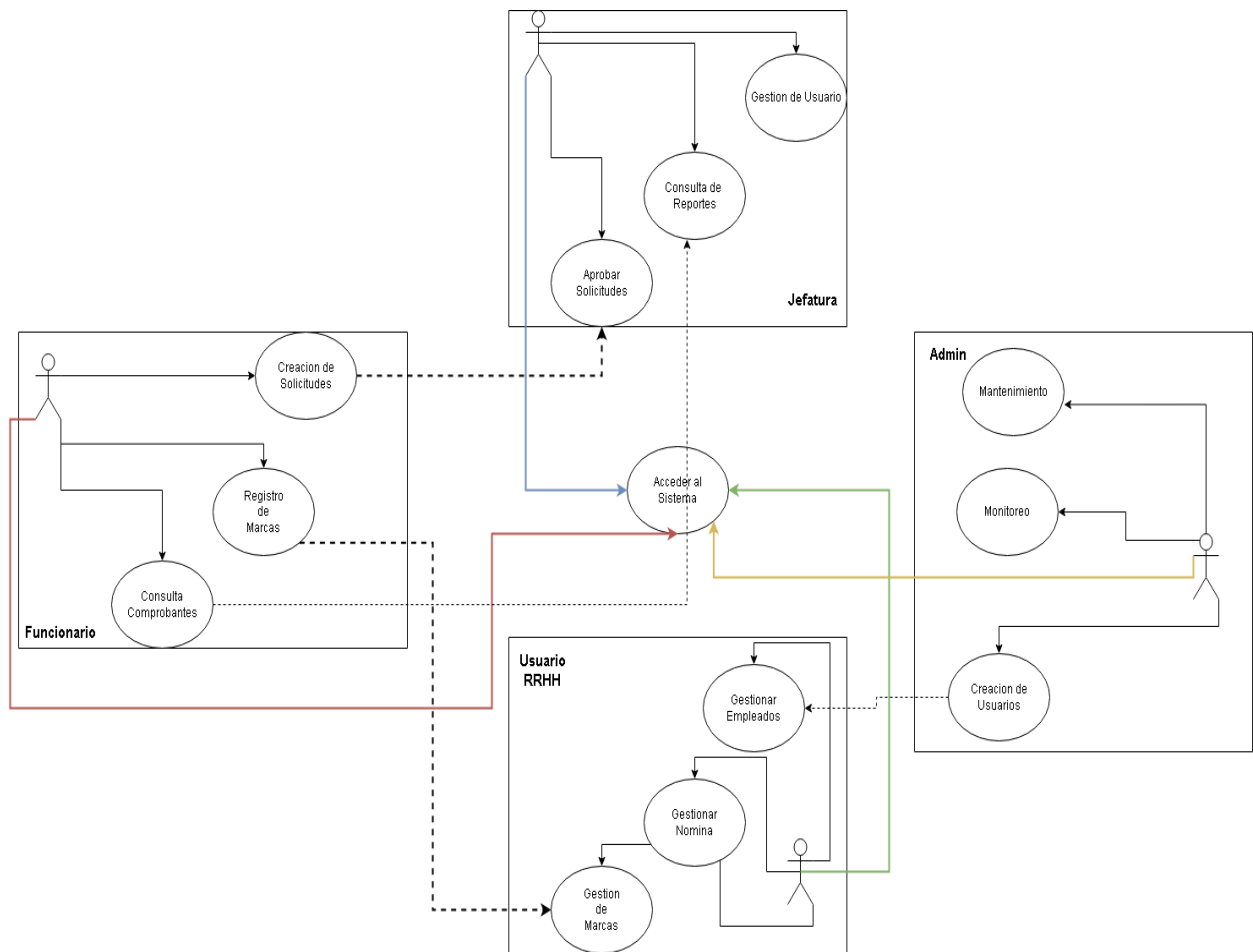 Gestion de Usuario
Consulta de
Reportes
Aprobar
Solicitudes
Jefatura
Creacion de
Solicitudes
Registro
de
Marcas
Consulta
Comprobantes
Funcionario
Acceder al
Sistema
Admin
Mantenimiento
Monitoreo
Creacion de
Usuarios
Usuario
RRHH
Gestionar
Empleados
Gestionar
Nomina
Gestion
de
Marcas